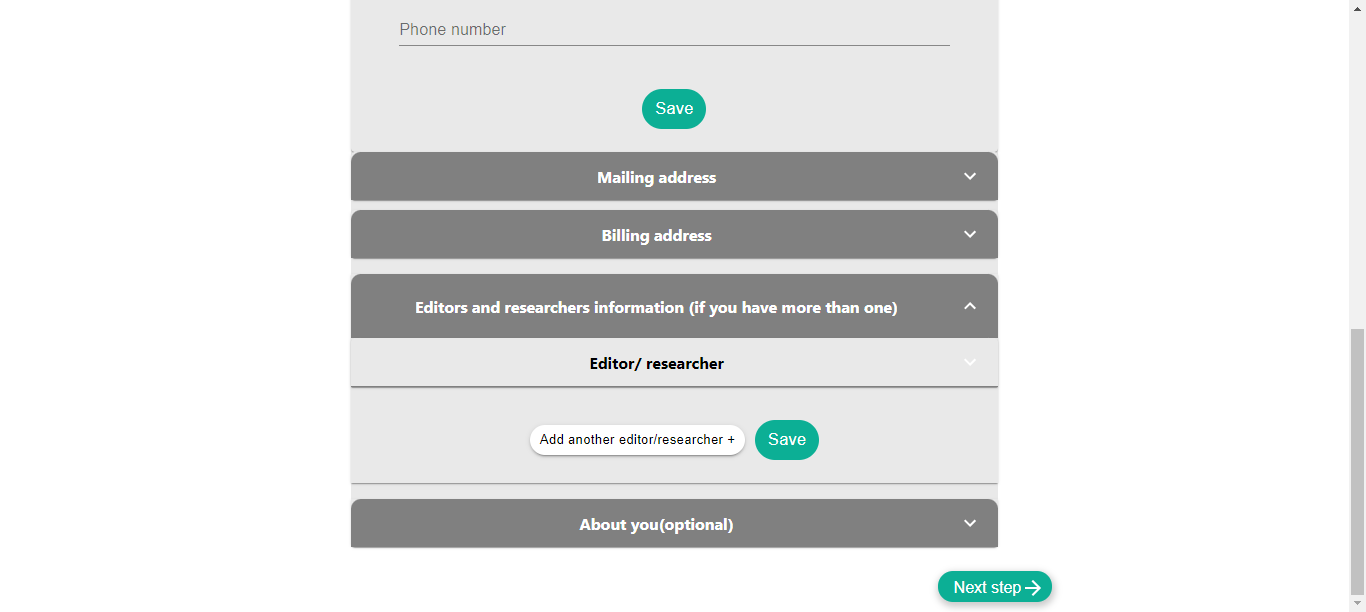 Phone number
Save
Mailing address
Billing address
Editors and researchers information (if you have more than one)
Editor/ researcher
Add another editor/researcher +
Save
About you(optional)
Next step